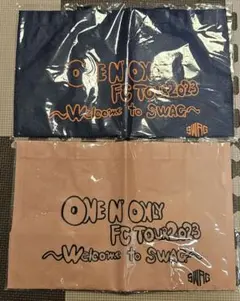 ONE N ONLY
FC TOUR 2023
~Welcome to SWAG~
SWAG
ONE N ONLY
FC TOUR 2023
~Welcome to SWAG~
SWAG